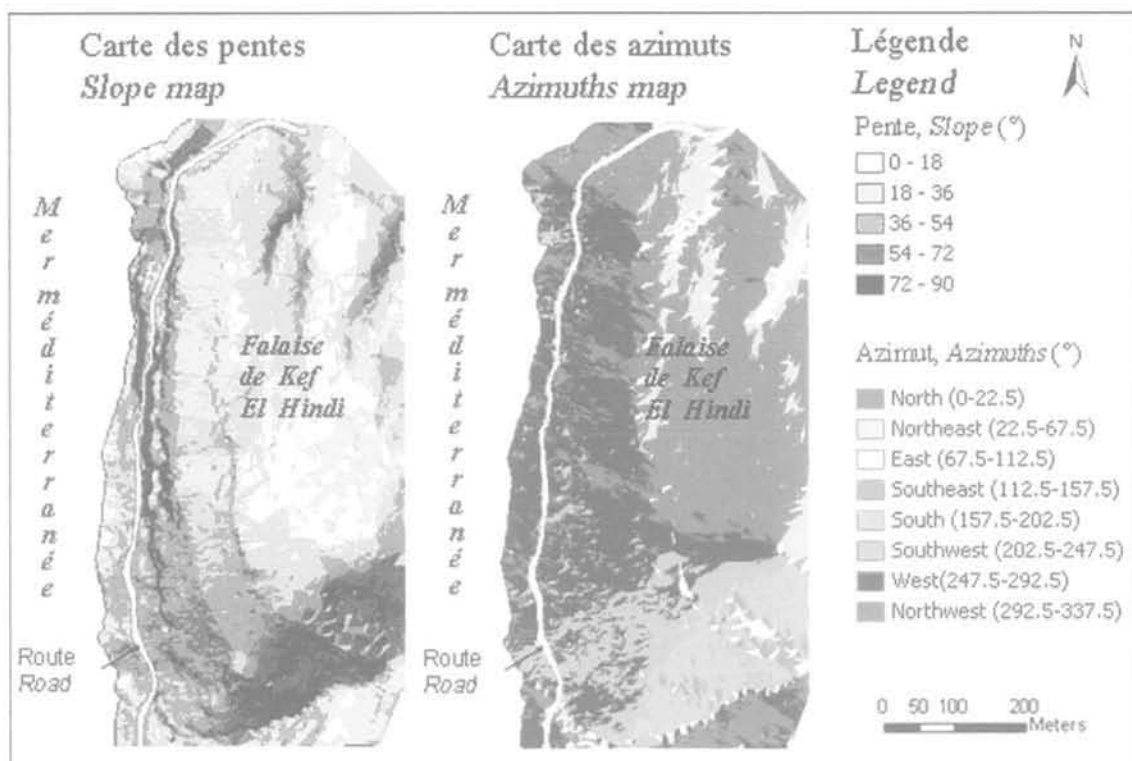 Carte des pentes
Slope map
Carte des azimuts
Azimuths map
Légende
Legend
N
Pente, Slope (°)
0 - 18
18 - 36
36 - 54
54 - 72
72 - 90
Mer méditerranée
Falaise
de Kef
El Hindi
Route
Road
Mer méditerranée
Falaise
de Kef
El Hindi
Route
Road
Azimut, Azimuths (°)
North (0-22.5)
Northeast (22.5-67.5)
East (67.5-112.5)
Southeast (112.5-157.5)
South (157.5-202.5)
Southwest (202.5-247.5)
West(247.5-292.5)
Northwest (292.5-337.5)
0 50 100 200
Meters